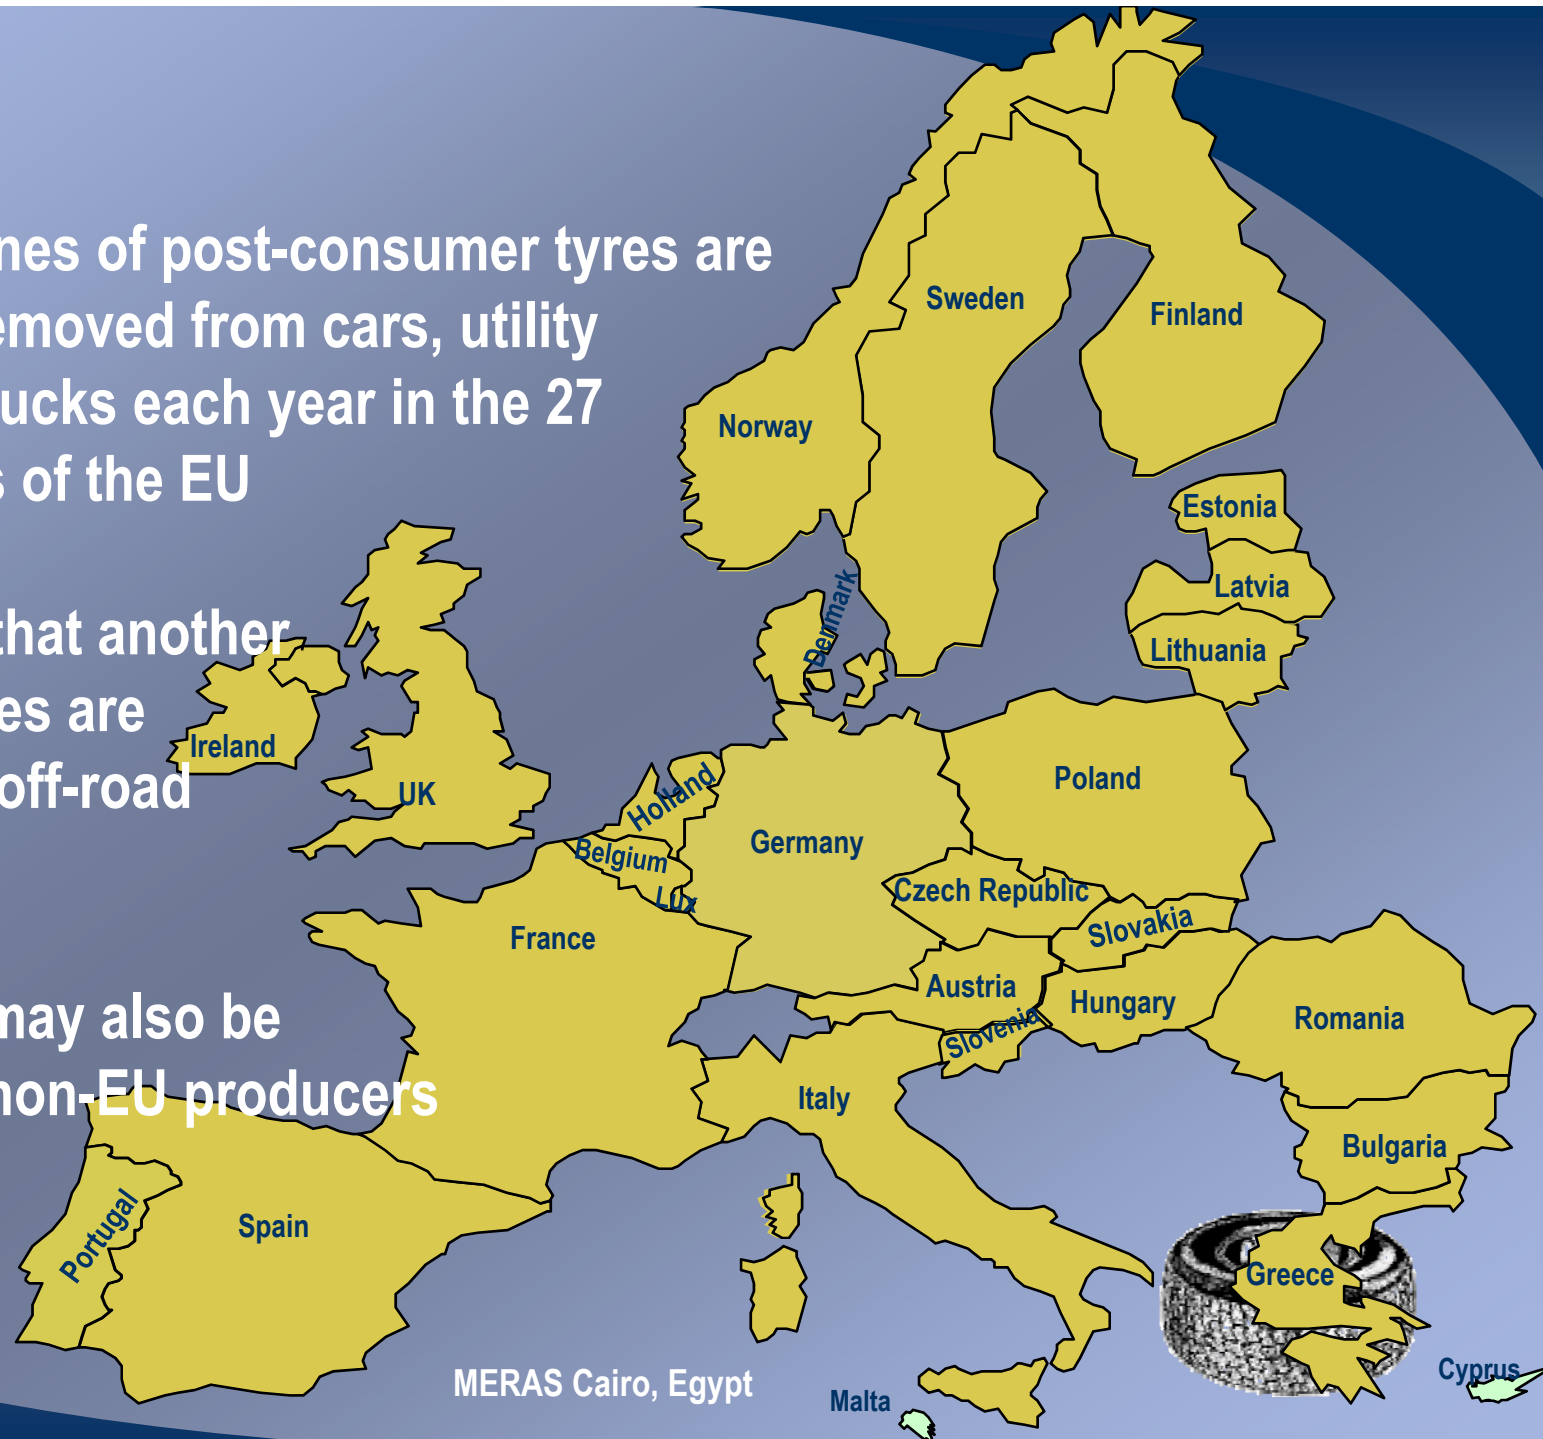 nes of post-consumer tyres are
emoved from cars, utility
ucks each year in the 27
s of the EU
that another
es are
off-road
may also be
non-EU producers
Sweden
Finland
Norway
Estonia
Latvia
Lithuania
Denmark
Ireland
UK
Holland
Belgium
Lux
Germany
Poland
Czech Republic
Slovakia
France
Austria
Hungary
Slovenia
Romania
Italy
Bulgaria
Portugal
Spain
Greece
MERAS Cairo, Egypt
Malta
Cyprus